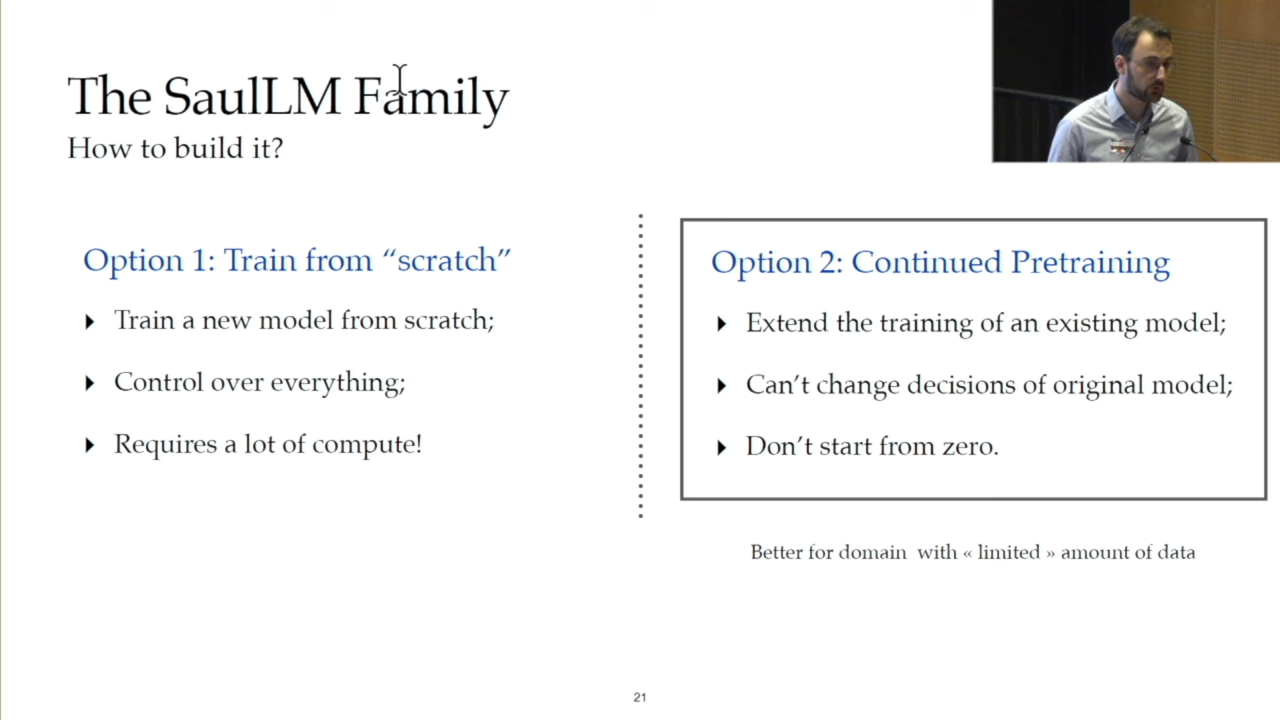 The SaulLM Family
How to build it?
Option 1: Train from “scratch”
Train a new model from scratch;
Control over everything;
Requires a lot of compute!
Option 2: Continued Pretraining
Extend the training of an existing model;
Can’t change decisions of original model;
Don’t start from zero.
Better for domain with « limited » amount of data
21